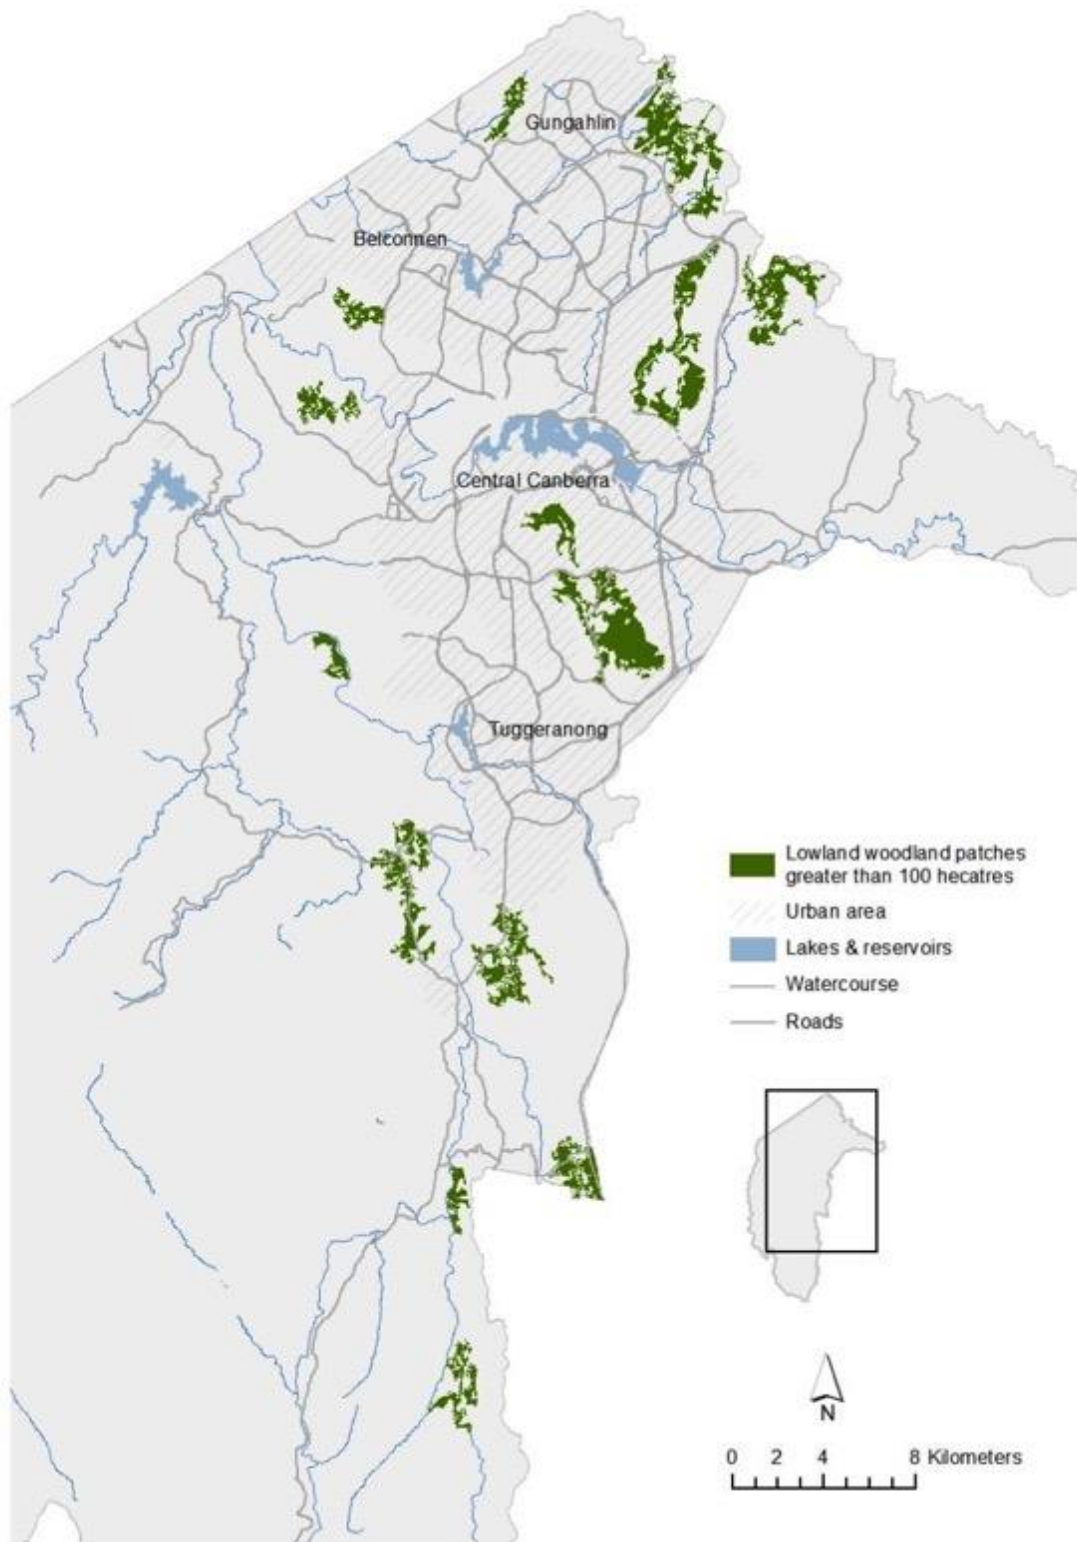 Gungahlin
Belconnen
Central Canberra
Tuggeranong
Lowland woodland patches
greater than 100 hecatres
Urban area
Lakes & reservoirs
Watercourse
Roads
N
0 2 4 8 Kilometers